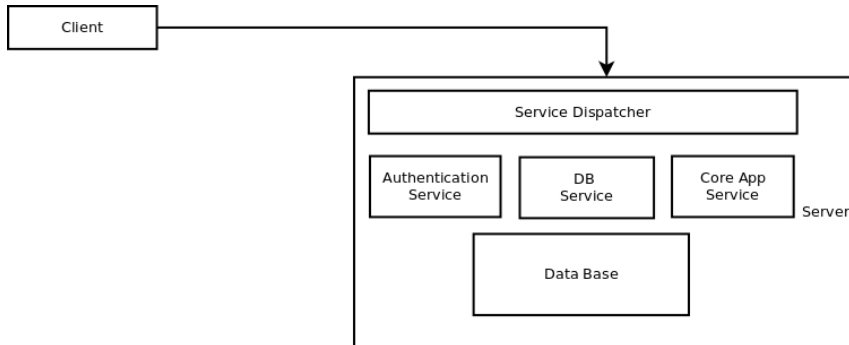 Client
Service Dispatcher
Authentication
Service
DB
Service
Core App
Service
Server
Data Base